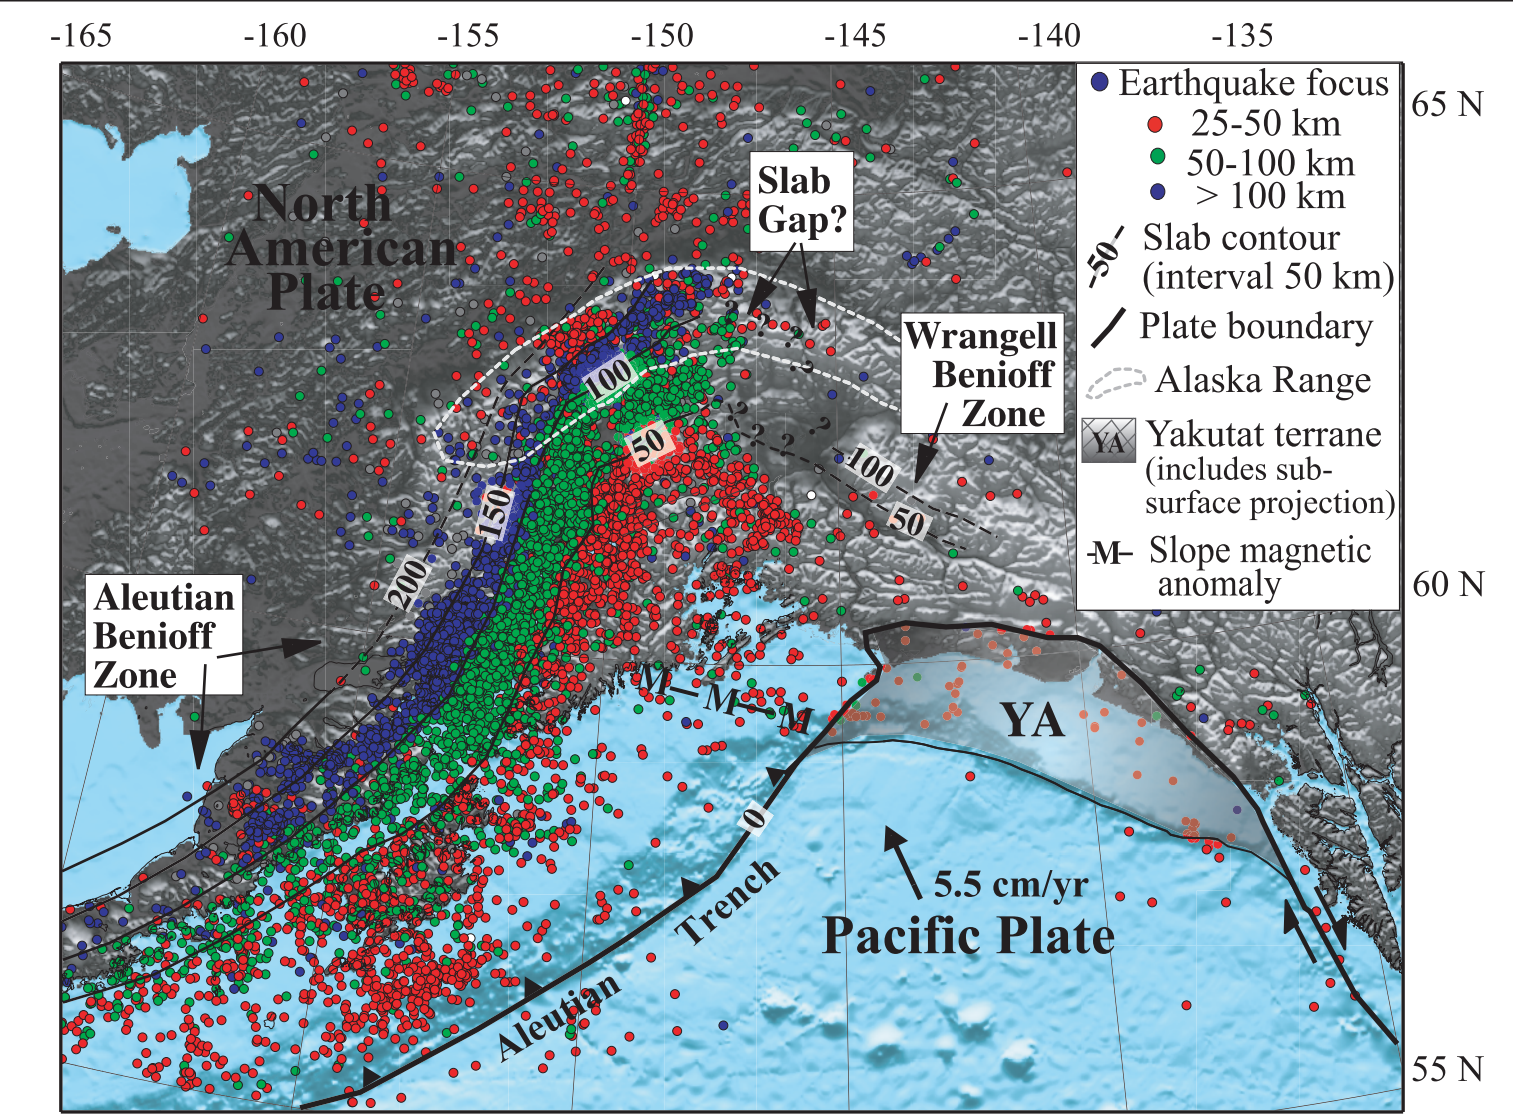 -165 -160 -155 -150 -145 -140 -135
65 N
60 N
55 N
Earthquake focus
25-50 km
50-100 km
> 100 km
-50
Slab contour
(interval 50 km)
Plate boundary
Alaska Range
YA
Yakutat terrane
(includes sub-
surface projection)
-M-
Slope magnetic
anomaly
North
American
Plate
Slab
Gap?
Wrangell
Benioff
Zone
? ? ? ?
? ? ? ?
100
50
150
200
100
50
Aleutian
Benioff
Zone
M M M
YA
0
5.5 cm/yr
Pacific Plate
Aleutian Trench